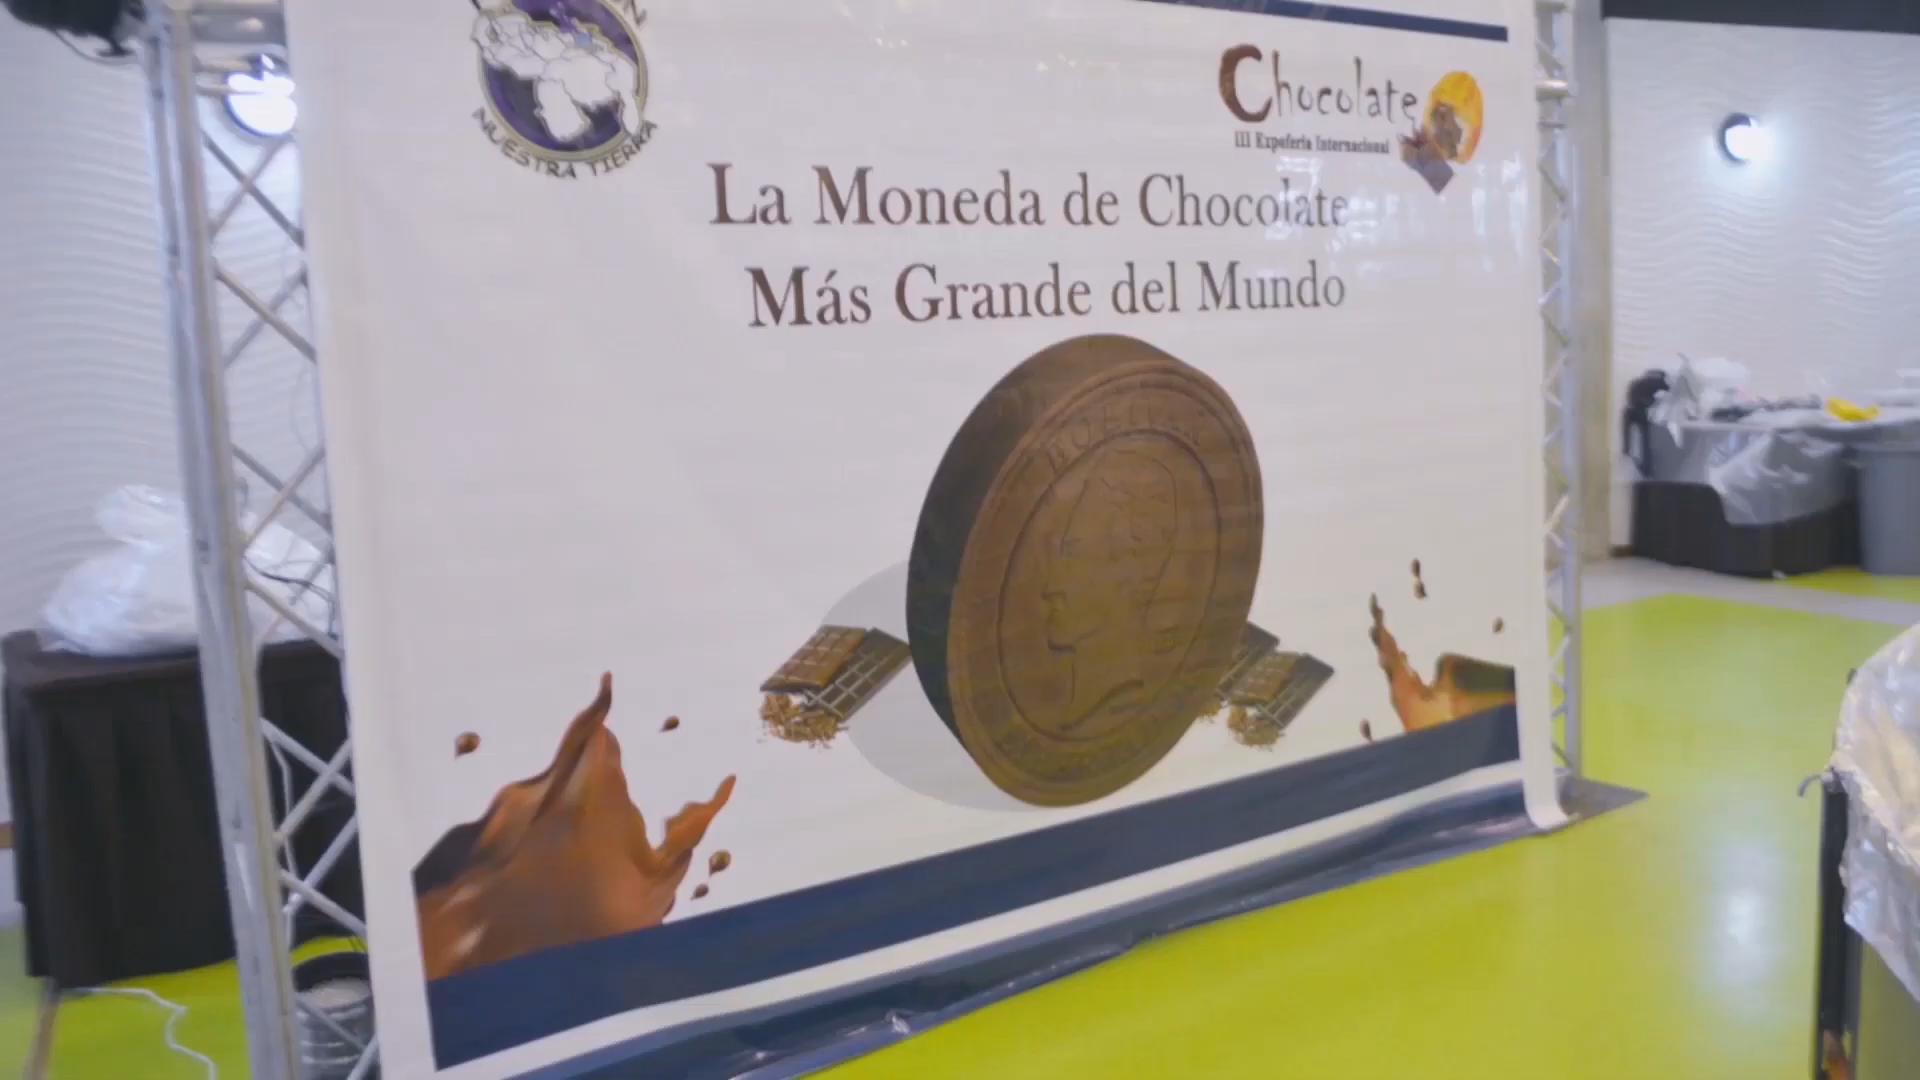 NUESTRA TIERRA
Chocolate
III Expoferia Internacional
La Moneda de Chocolate
Más Grande del Mundo